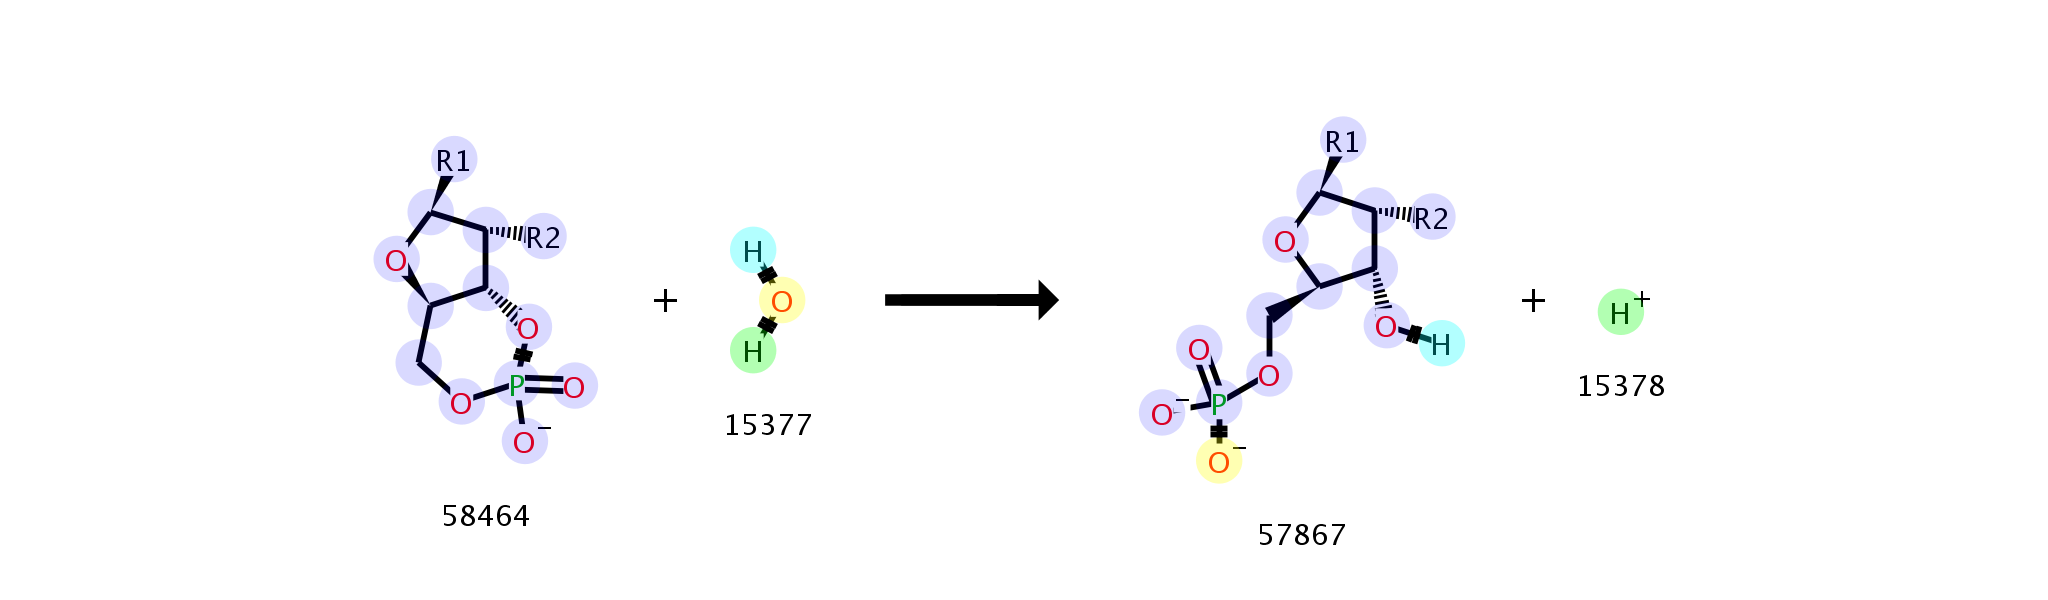 R1
R2
O
O
P
O
O
O⁻
58464
+
H
O
H
15377
R1
R2
O
O
H
O
O
O⁻
P
O⁻
57867
+
H⁺
15378